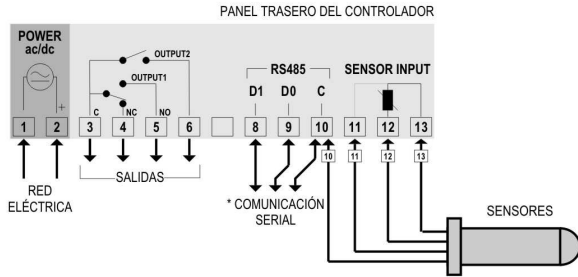 PANEL TRASERO DEL CONTROLADOR
POWER
ac/dc
+
OUTPUT2
OUTPUT1
C
NC
NO
RS485
D1
D0
C
SENSOR INPUT
1
2
3
4
5
6
8
9
10
11
12
13
10
11
12
13
RED
ELÉCTRICA
SALIDAS
* COMUNICACIÓN
SERIAL
SENSORES